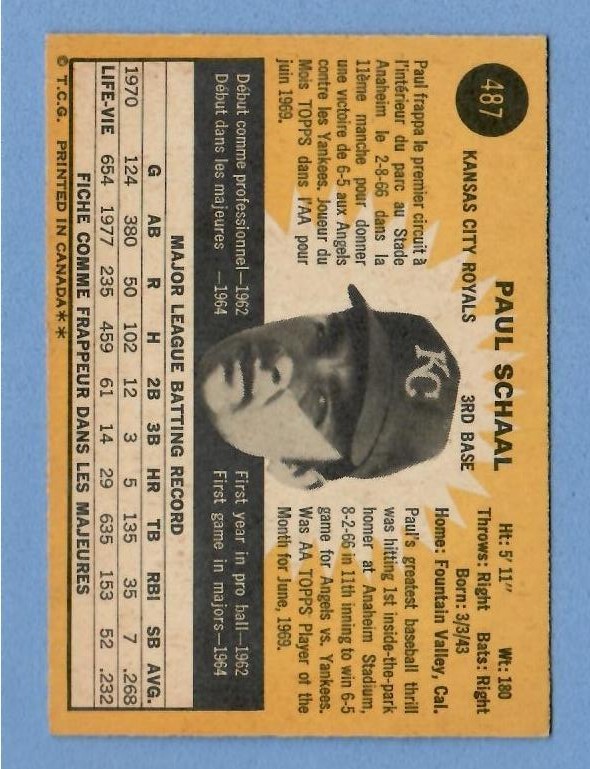 487
PAUL SCHAAL
KANSAS CITY ROYALS 3RD BASE
Ht: 5' 11" Wt: 180
Throws: Right Bats: Right
Born: 3/3/43
Home: Fountain Valley, Cal.
Paul frappa le premier circuit à
l'intérieur du parc au Stade
Anaheim le 2-8-66 dans la
11ème manche pour donner
une victoire de 6-5 aux Angels
contre les Yankees. Joueur du
Mois TOPPS dans l'AA pour
juin 1969.
KC
Paul's greatest baseball thrill
was hitting 1st inside-the-park
homer at Anaheim Stadium,
8-2-66 in 11th inning to win 6-5
game for Angels vs. Yankees.
Was AA TOPPS Player of the
Month for June, 1969.
Début comme professionnel—1962
Début dans les majeures —1964
First year in pro ball—1962
First game in majors—1964
MAJOR LEAGUE BATTING RECORD
G AB R H 2B 3B HR TB RBI SB AVG.
1970 124 380 50 102 12 3 5 135 35 7 .268
LIFE-VIE 654 1977 235 459 61 14 29 635 153 52 .232
FICHE COMME FRAPPEUR DANS LES MAJEURES
© T.C.G. PRINTED IN CANADA**